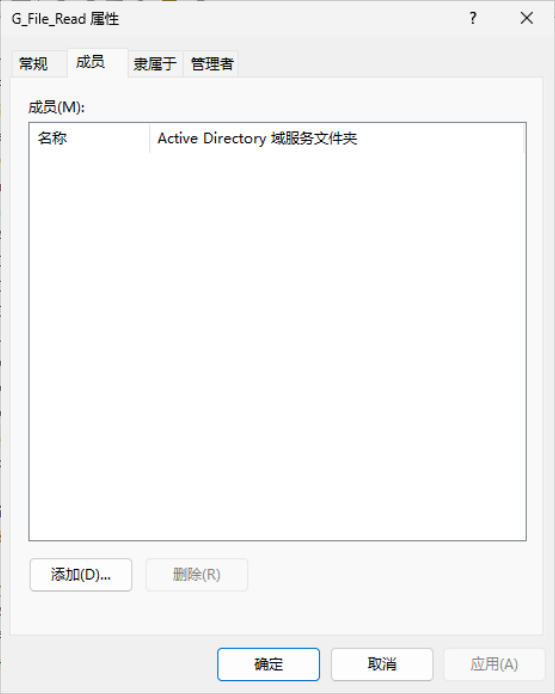 G_File_Read 属性
?
常规 成员 隶属于 管理者
成员(M):
名称 Active Directory 域服务文件夹
添加(D)... 删除(R)
确定 取消 应用(A)